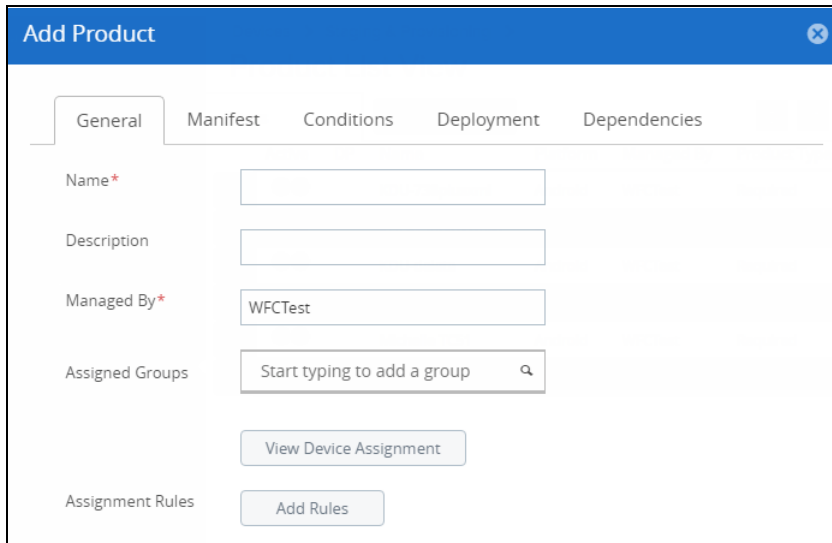 Add Product
General Manifest Conditions Deployment Dependencies
Name*
Description
Managed By* WFCTest
Assigned Groups Start typing to add a group
View Device Assignment
Assignment Rules Add Rules